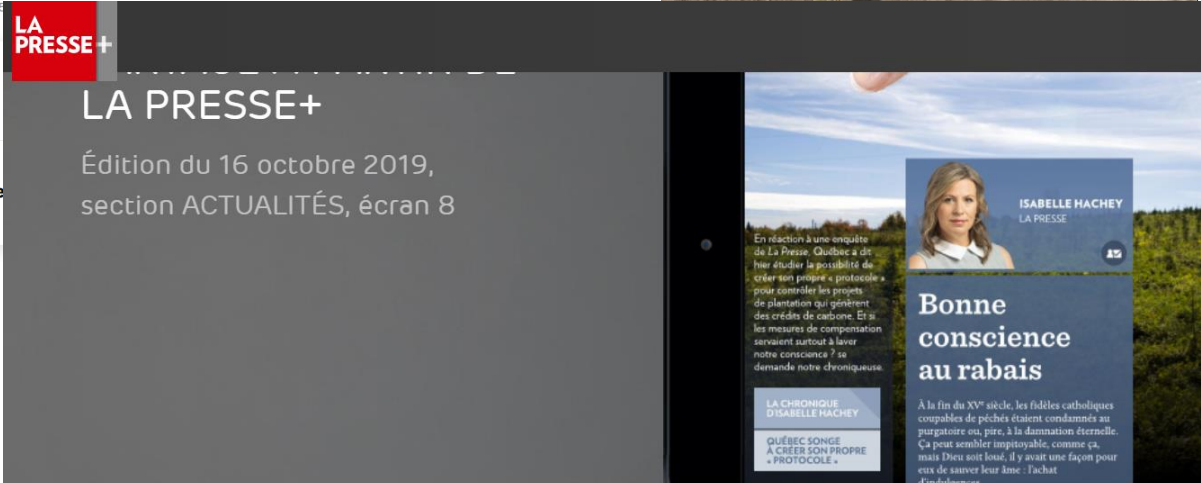 LA
PRESSE+
LA PRESSE+
Édition du 16 octobre 2019,
section ACTUALITÉS, écran 8
En réaction à une enquête
de La Presse, Québec a dit
hier étudier la possibilité de
créer son propre « protocole »
pour contrôler les projets
de plantation qui génèrent
des crédits de carbone. Et si
les mesures de compensation
servaient surtout à laver
notre conscience ? se
demande notre chroniqueuse.
LA CHRONIQUE
D'ISABELLE HACHEY
QUÉBEC SONGE
À CRÉER SON PROPRE
« PROTOCOLE »
ISABELLE HACHEY
LA PRESSE
Bonne
conscience
au rabais
À la fin du XVe siècle, les fidèles catholiques
coupables de péchés étaient condamnés au
purgatoire ou, pire, à la damnation éternelle.
Ça peut sembler impitoyable, comme ça,
mais Dieu soit loué, il y avait une façon pour
eux de sauver leur âme : l'achat
d'indulgences